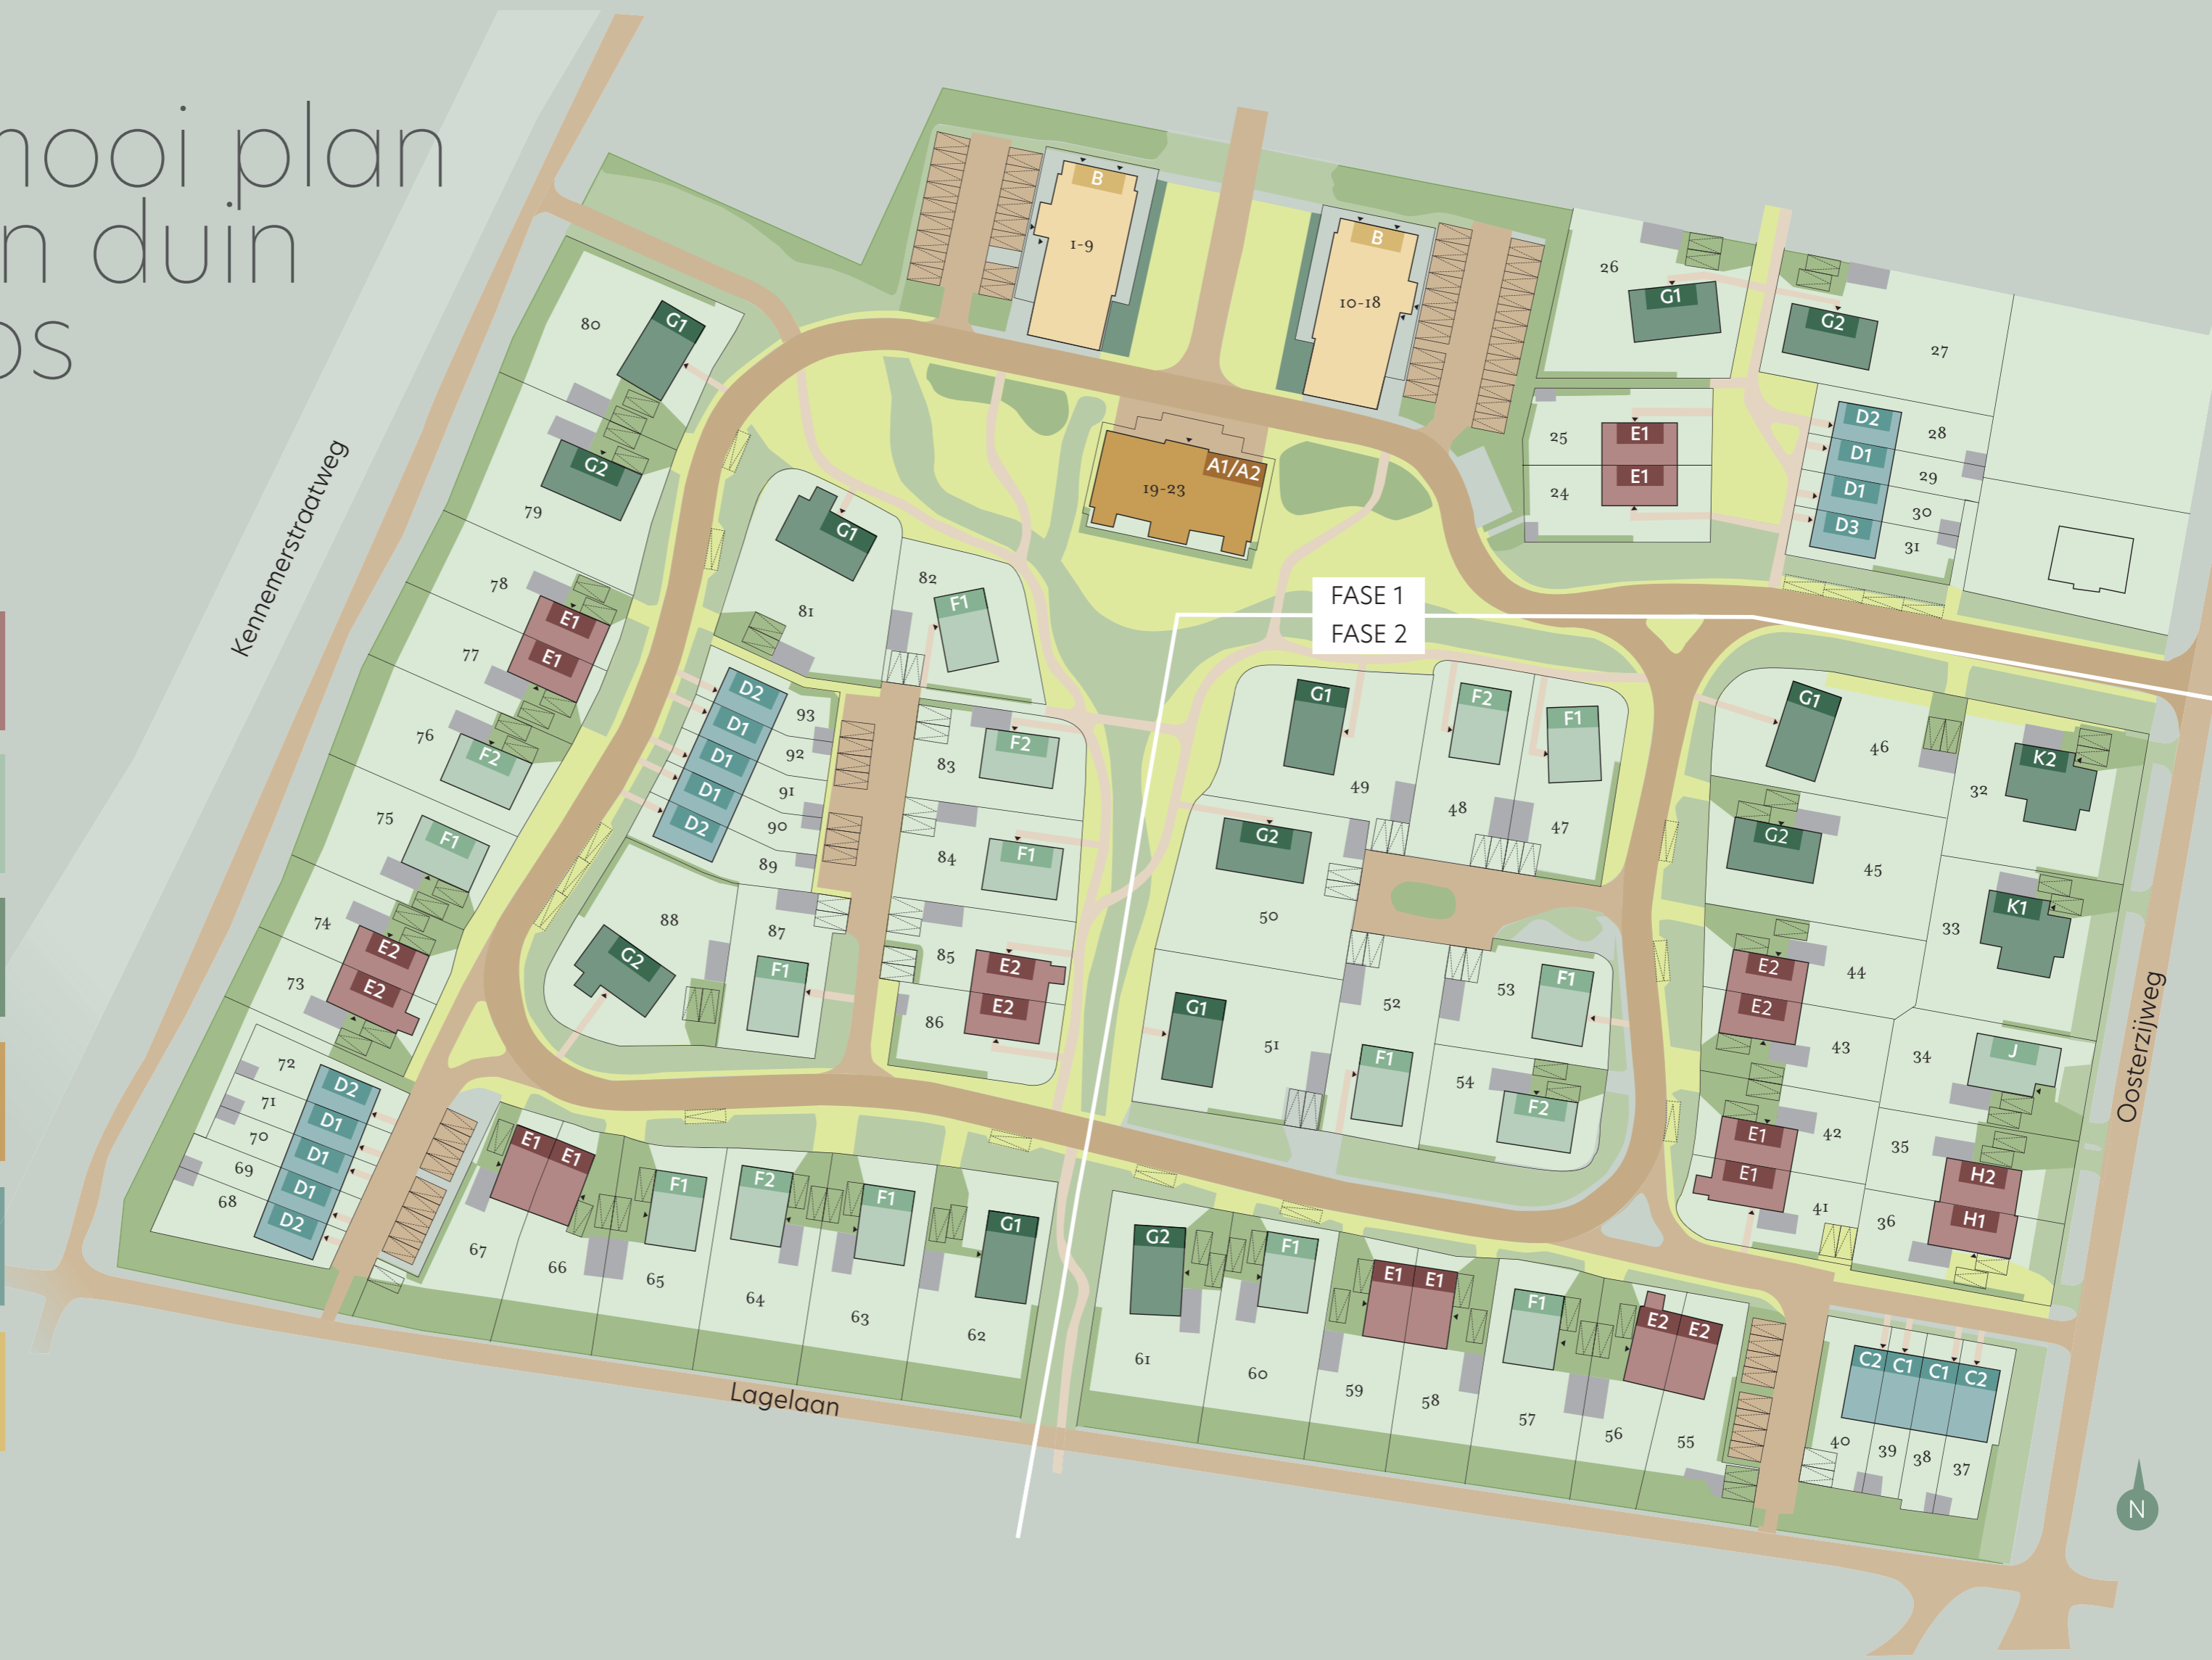 nooi plan
n duin
os
Kennemerstraatweg
Lagelaan
Oosterzijweg
FASE 1
FASE 2
N
B
1-9
B
10-18
A1/A2
19-23
26
G1
G2
27
25
E1
E1
24
D2
28
D1
29
D1
30
D3
31
80
G1
G2
79
78
E1
77
E1
76
F2
75
F1
74
E2
73
E2
72
D2
71
D1
70
D1
69
D1
68
D2
G1
81
82
F1
D2
93
D1
92
D1
91
D1
90
D2
89
F2
83
84
F1
85
E2
E2
86
88
G2
87
F1
G1
49
F2
48
F1
47
G2
50
G1
51
52
F1
53
F1
54
F2
G1
46
G2
45
E2
44
E2
43
E1
42
E1
41
32
K2
33
K1
34
J
35
H2
36
H1
E1
E1
67
66
F1
65
F2
64
F1
63
G1
62
G2
61
F1
60
E1
E1
59
58
F1
57
E2
E2
56
55
C2
C1
C1
C2
40
39
38
37